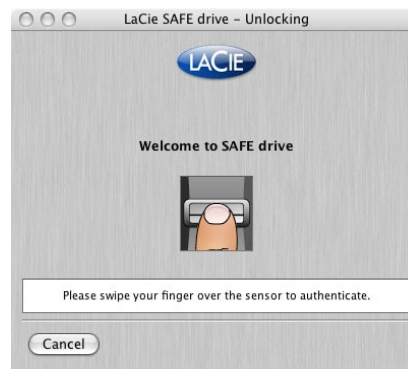 LaCie SAFE drive – Unlocking
LACIE
Welcome to SAFE drive
Please swipe your finger over the sensor to authenticate.
Cancel